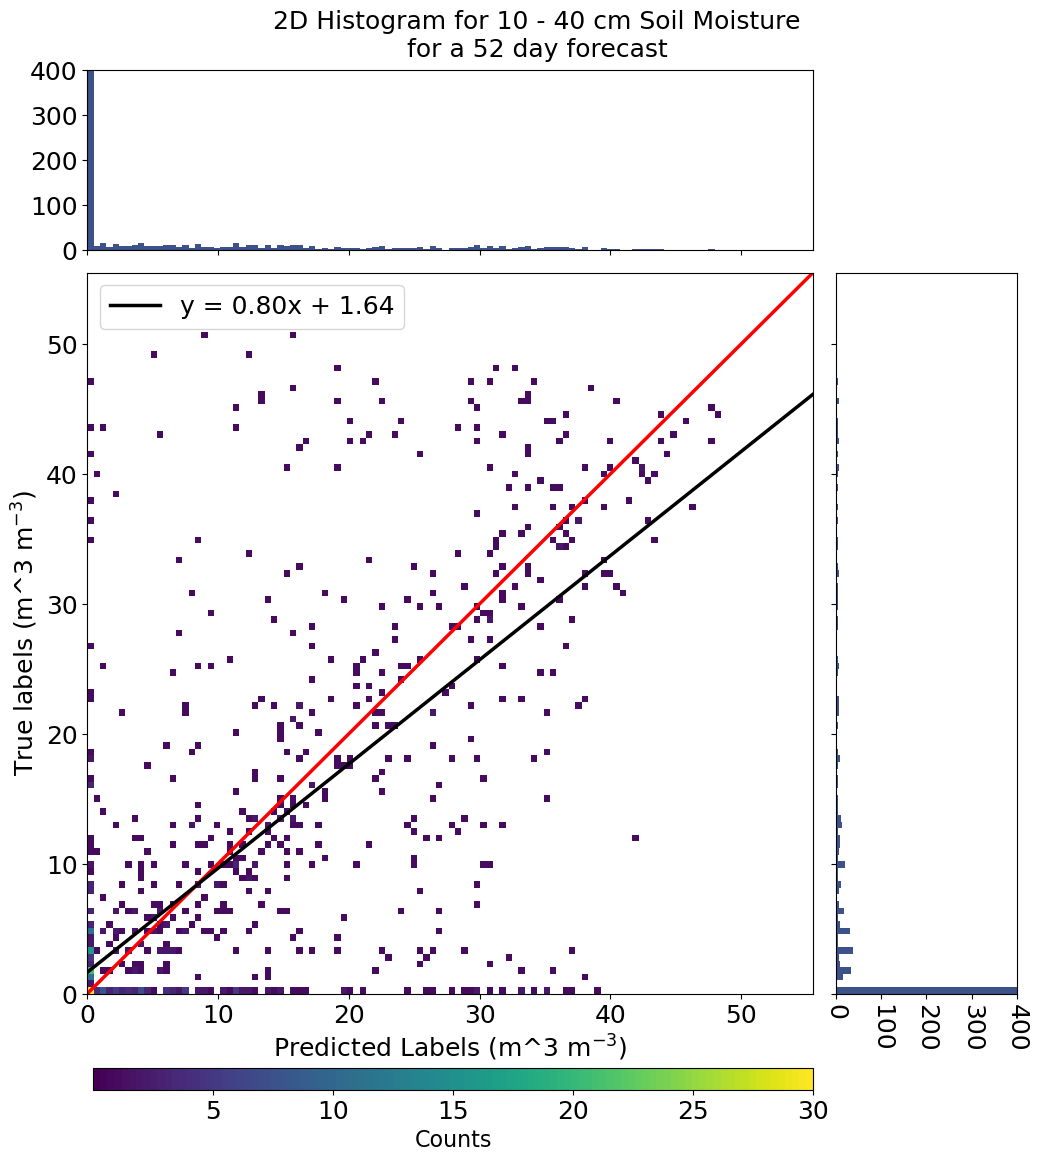 2D Histogram for 10 - 40 cm Soil Moisture
for a 52 day forecast
400
300
200
100
0
y = 0.80x + 1.64
50
40
30
20
10
0
True labels (m^3 m⁻³)
0 10 20 30 40 50
Predicted Labels (m^3 m⁻³)
0 100 200 300 400
5 10 15 20 25 30
Counts